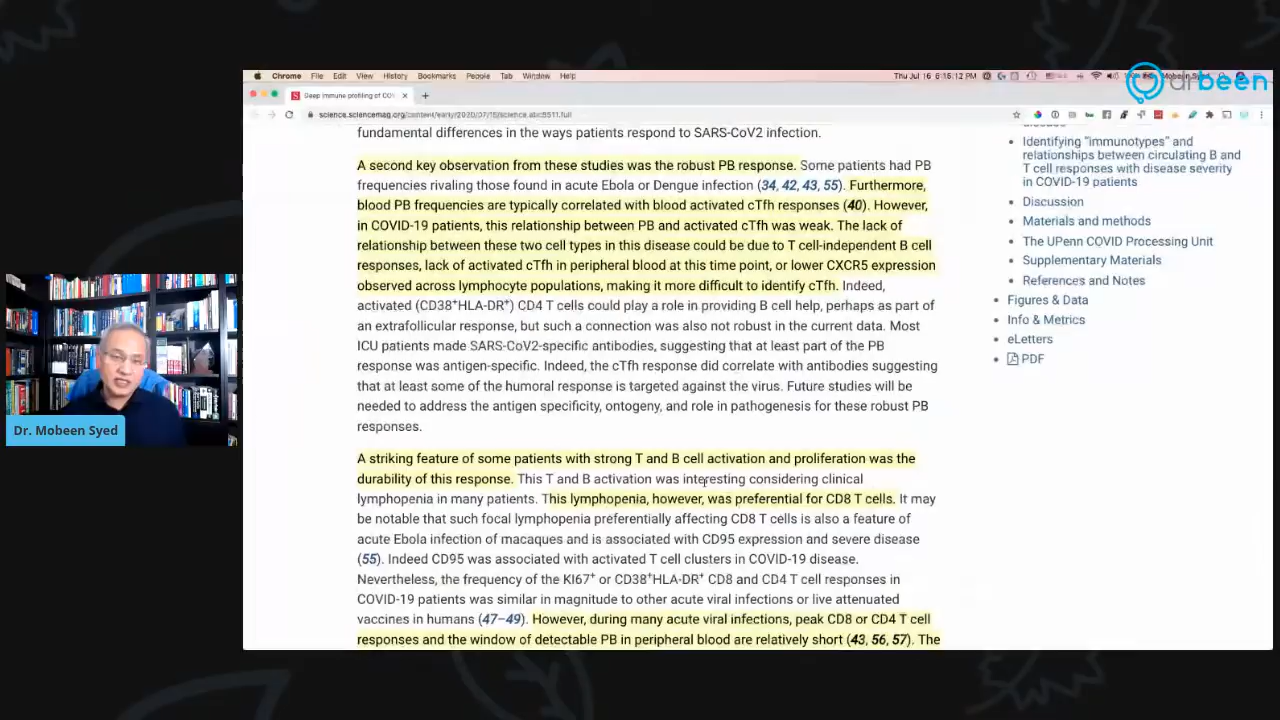 drbeen
Chrome File Edit View History Bookmarks People Tab Window Help Thu Jul 16 6:15:12 PM Mobeen Syed
Deep immune profiling of COV
science.sciencemag.org/content/early/2020/07/15/science.abc8511.full
fundamental differences in the ways patients respond to SARS-CoV2 infection.
A second key observation from these studies was the robust PB response. Some patients had PB
frequencies rivaling those found in acute Ebola or Dengue infection (34, 42, 43, 55). Furthermore,
blood PB frequencies are typically correlated with blood activated cTfh responses (40). However,
in COVID-19 patients, this relationship between PB and activated cTfh was weak. The lack of
relationship between these two cell types in this disease could be due to T cell-independent B cell
responses, lack of activated cTfh in peripheral blood at this time point, or lower CXCR5 expression
observed across lymphocyte populations, making it more difficult to identify cTfh. Indeed,
activated (CD38+HLA-DR+) CD4 T cells could play a role in providing B cell help, perhaps as part of
an extrafollicular response, but such a connection was also not robust in the current data. Most
ICU patients made SARS-CoV2-specific antibodies, suggesting that at least part of the PB
response was antigen-specific. Indeed, the cTfh response did correlate with antibodies suggesting
that at least some of the humoral response is targeted against the virus. Future studies will be
needed to address the antigen specificity, ontogeny, and role in pathogenesis for these robust PB
responses.
A striking feature of some patients with strong T and B cell activation and proliferation was the
durability of this response. This T and B activation was interesting considering clinical
lymphopenia in many patients. This lymphopenia, however, was preferential for CD8 T cells. It may
be notable that such focal lymphopenia preferentially affecting CD8 T cells is also a feature of
acute Ebola infection of macaques and is associated with CD95 expression and severe disease
(55). Indeed CD95 was associated with activated T cell clusters in COVID-19 disease.
Nevertheless, the frequency of the KI67+ or CD38+HLA-DR+ CD8 and CD4 T cell responses in
COVID-19 patients was similar in magnitude to other acute viral infections or live attenuated
vaccines in humans (47–49). However, during many acute viral infections, peak CD8 or CD4 T cell
responses and the window of detectable PB in peripheral blood are relatively short (43, 56, 57). The
Identifying "immunotypes" and
relationships between circulating B and
T cell responses with disease severity
in COVID-19 patients
Discussion
Materials and methods
The UPenn COVID Processing Unit
Supplementary Materials
References and Notes
Figures & Data
Info & Metrics
eLetters
PDF
Dr. Mobeen Syed